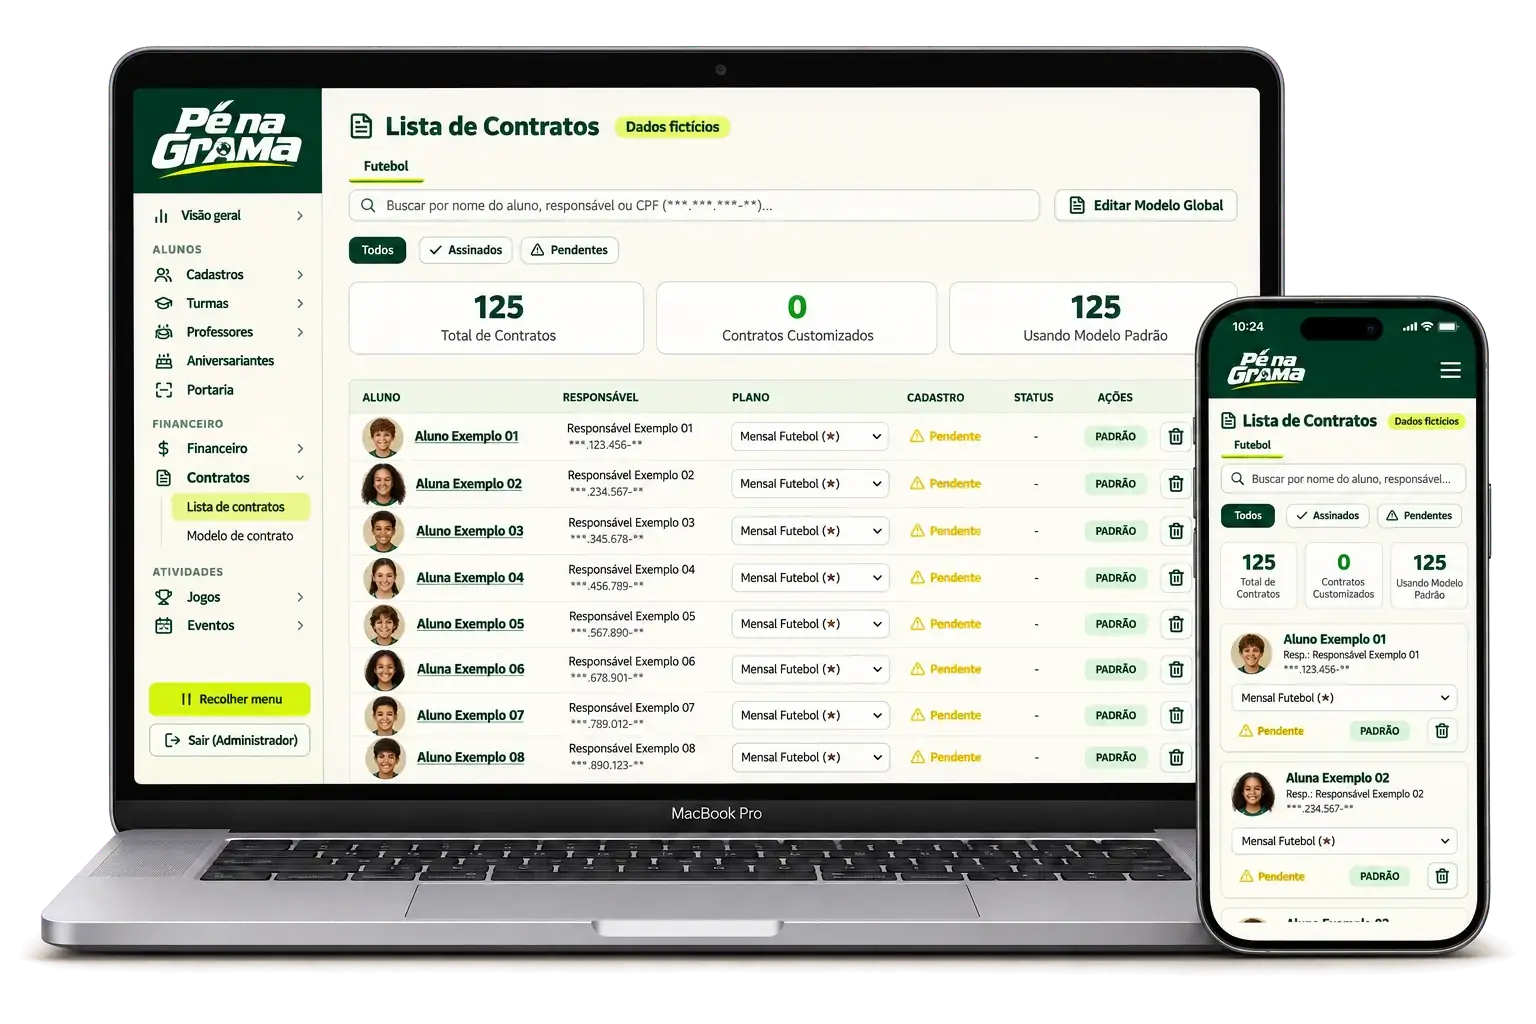 Pé na
GRAMA
Visão geral
ALUNOS
Cadastros
Turmas
Professores
Aniversariantes
Portaria
FINANCEIRO
Financeiro
Contratos
Lista de contratos
Modelo de contrato
ATIVIDADES
Jogos
Eventos
Recolher menu
Sair (Administrador)
Lista de Contratos Dados fictícios
Futebol
Buscar por nome do aluno, responsável ou CPF (***.***.***-**)... Editar Modelo Global
Todos Assinados Pendentes
125 0 125
Total de Contratos Contratos Customizados Usando Modelo Padrão
ALUNO RESPONSÁVEL PLANO CADASTRO STATUS AÇÕES
Aluno Exemplo 01 Responsável Exemplo 01 Mensal Futebol (★) Pendente - PADRÃO
***.123.456-**
Aluna Exemplo 02 Responsável Exemplo 02 Mensal Futebol (★) Pendente - PADRÃO
***.234.567-**
Aluno Exemplo 03 Responsável Exemplo 03 Mensal Futebol (★) Pendente - PADRÃO
***.345.678-**
Aluna Exemplo 04 Responsável Exemplo 04 Mensal Futebol (★) Pendente - PADRÃO
***.456.789-**
Aluno Exemplo 05 Responsável Exemplo 05 Mensal Futebol (★) Pendente - PADRÃO
***.567.890-**
Aluna Exemplo 06 Responsável Exemplo 06 Mensal Futebol (★) Pendente - PADRÃO
***.678.901-**
Aluno Exemplo 07 Responsável Exemplo 07 Mensal Futebol (★) Pendente - PADRÃO
***.789.012-**
Aluno Exemplo 08 Responsável Exemplo 08 Mensal Futebol (★) Pendente - PADRÃO
***.890.123-**
MacBook Pro
10:24
Pé na
GRAMA
Lista de Contratos Dados ficticios
Futebol
Buscar por nome do aluno, responsável...
Todos Assinados Pendentes
125 0 125
Total de Contratos Usando Modelo
Contratos Customizados Padrão
Aluno Exemplo 01
Resp.: Responsável Exemplo 01
***.123.456-**
Mensal Futebol (★)
Pendente PADRÃO
Aluna Exemplo 02
Resp.: Responsável Exemplo 02
***.234.567-**
Mensal Futebol (★)
Pendente PADRÃO